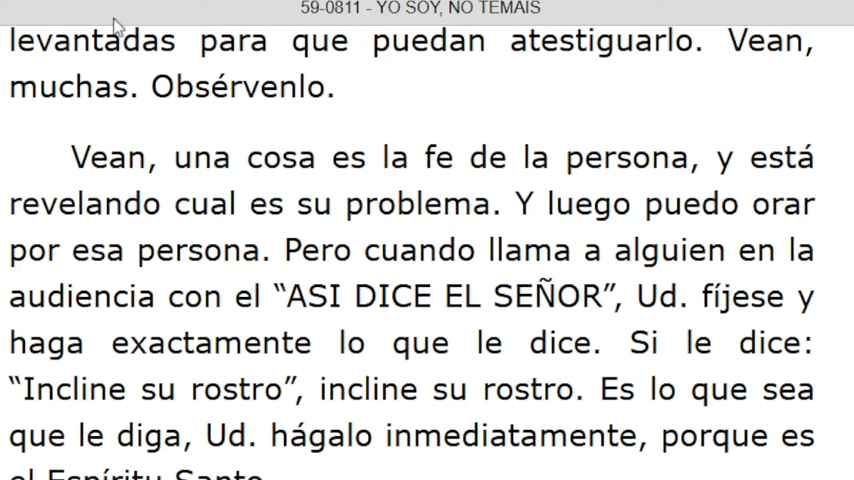 59-0811 - YO SOY, NO TEMAIS
levantadas para que puedan atestiguarlo. Vean,
muchas. Obsérvenlo.
Vean, una cosa es la fe de la persona, y está
revelando cual es su problema. Y luego puedo orar
por esa persona. Pero cuando llama a alguien en la
audiencia con el “ASI DICE EL SEÑOR”, Ud. fíjese y
haga exactamente lo que le dice. Si le dice:
“Incline su rostro”, incline su rostro. Es lo que sea
que le diga, Ud. hágalo inmediatamente, porque es
el Espíritu Santo.